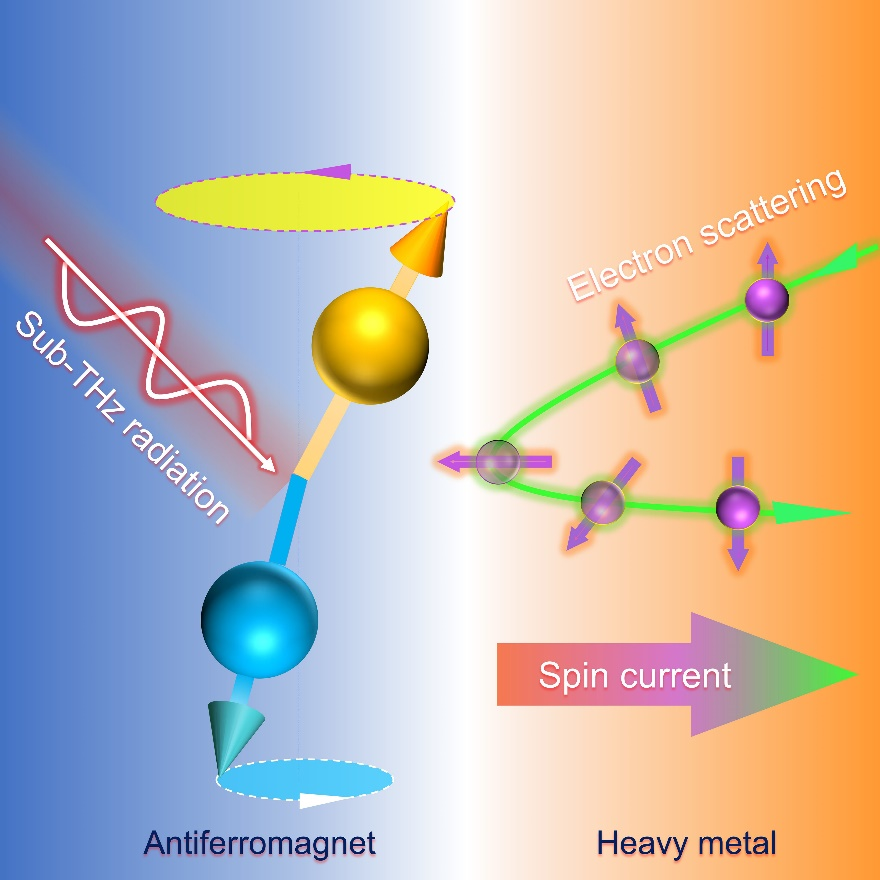 Electron scattering
Sub-THz radiation
Spin current
Antiferromagnet
Heavy metal